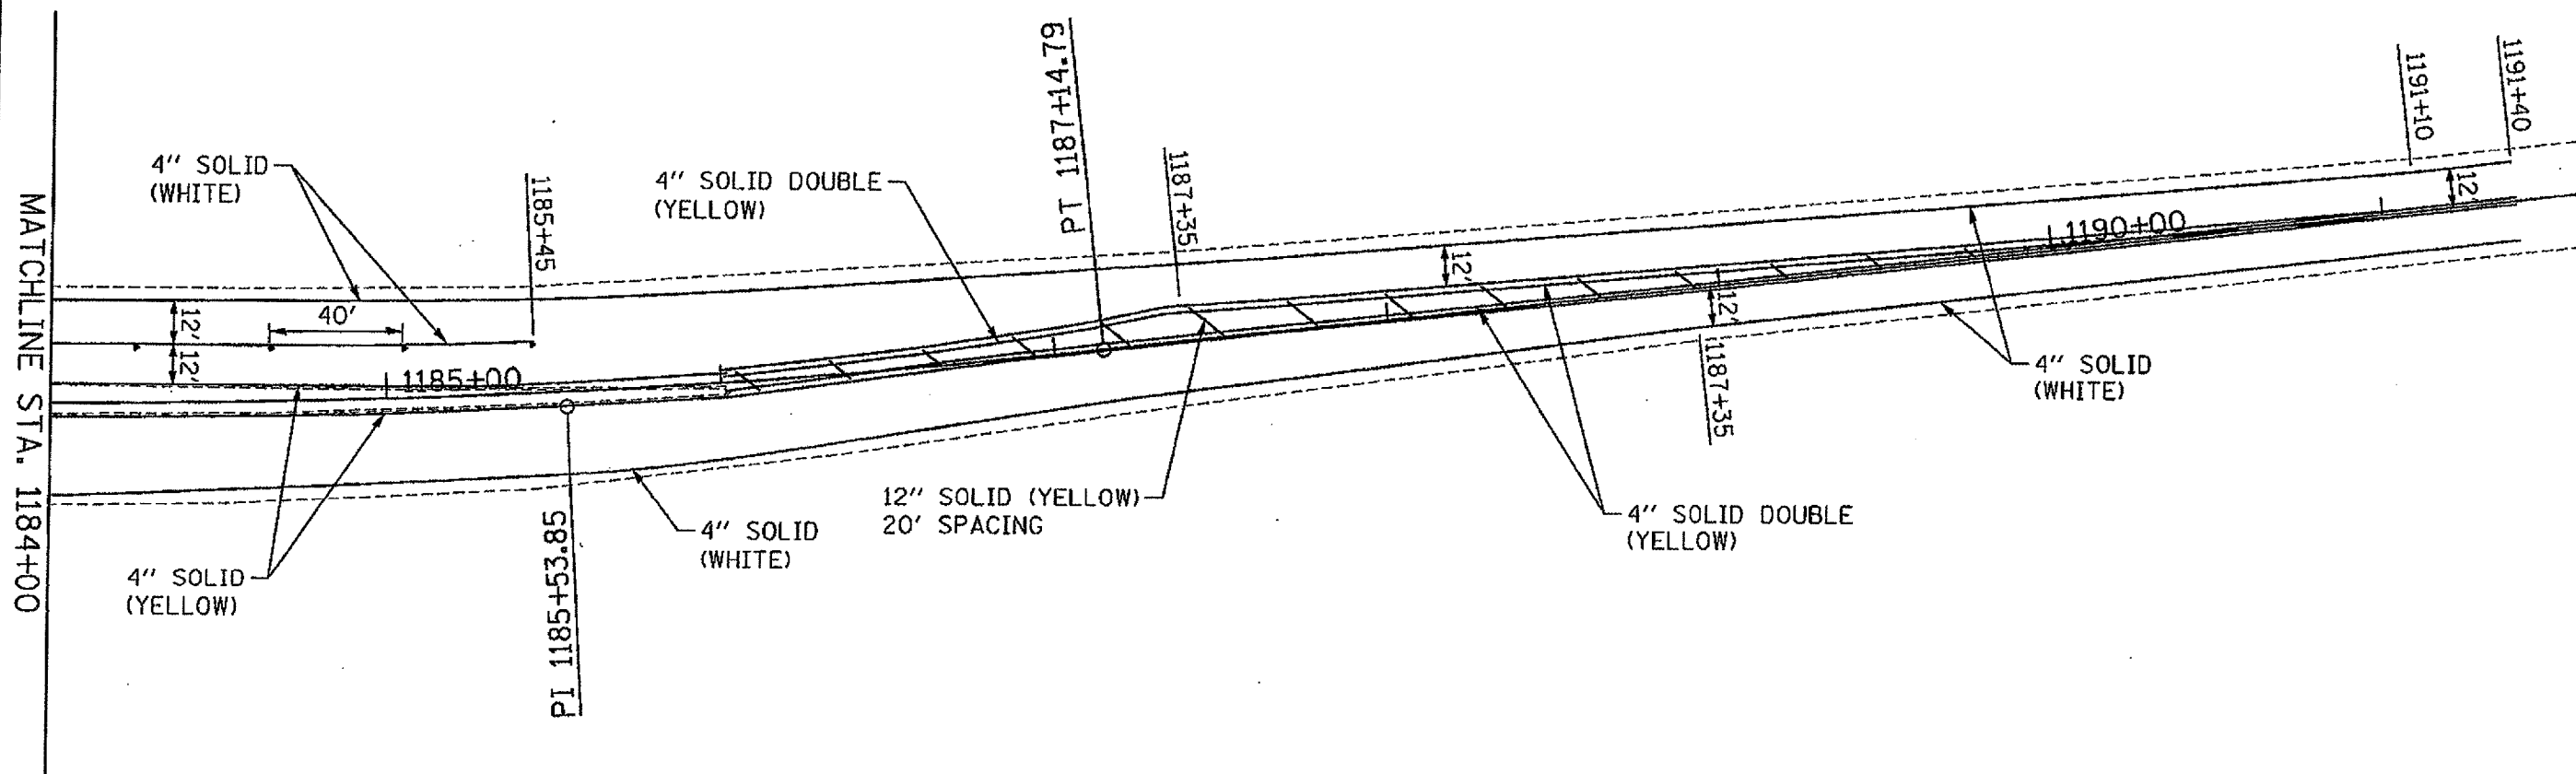 MATCHLINE STA. 1184+00
4" SOLID
(WHITE)
12'
12'
40'
1185+45
4" SOLID DOUBLE
(YELLOW)
PT 1187+14.79
1187+35
12'
1191+10
1191+40
12'
1190+00
1185+00
4" SOLID
(YELLOW)
PI 1185+53.85
4" SOLID
(WHITE)
12" SOLID (YELLOW)
20' SPACING
12'
1187+35
4" SOLID DOUBLE
(YELLOW)
4" SOLID
(WHITE)